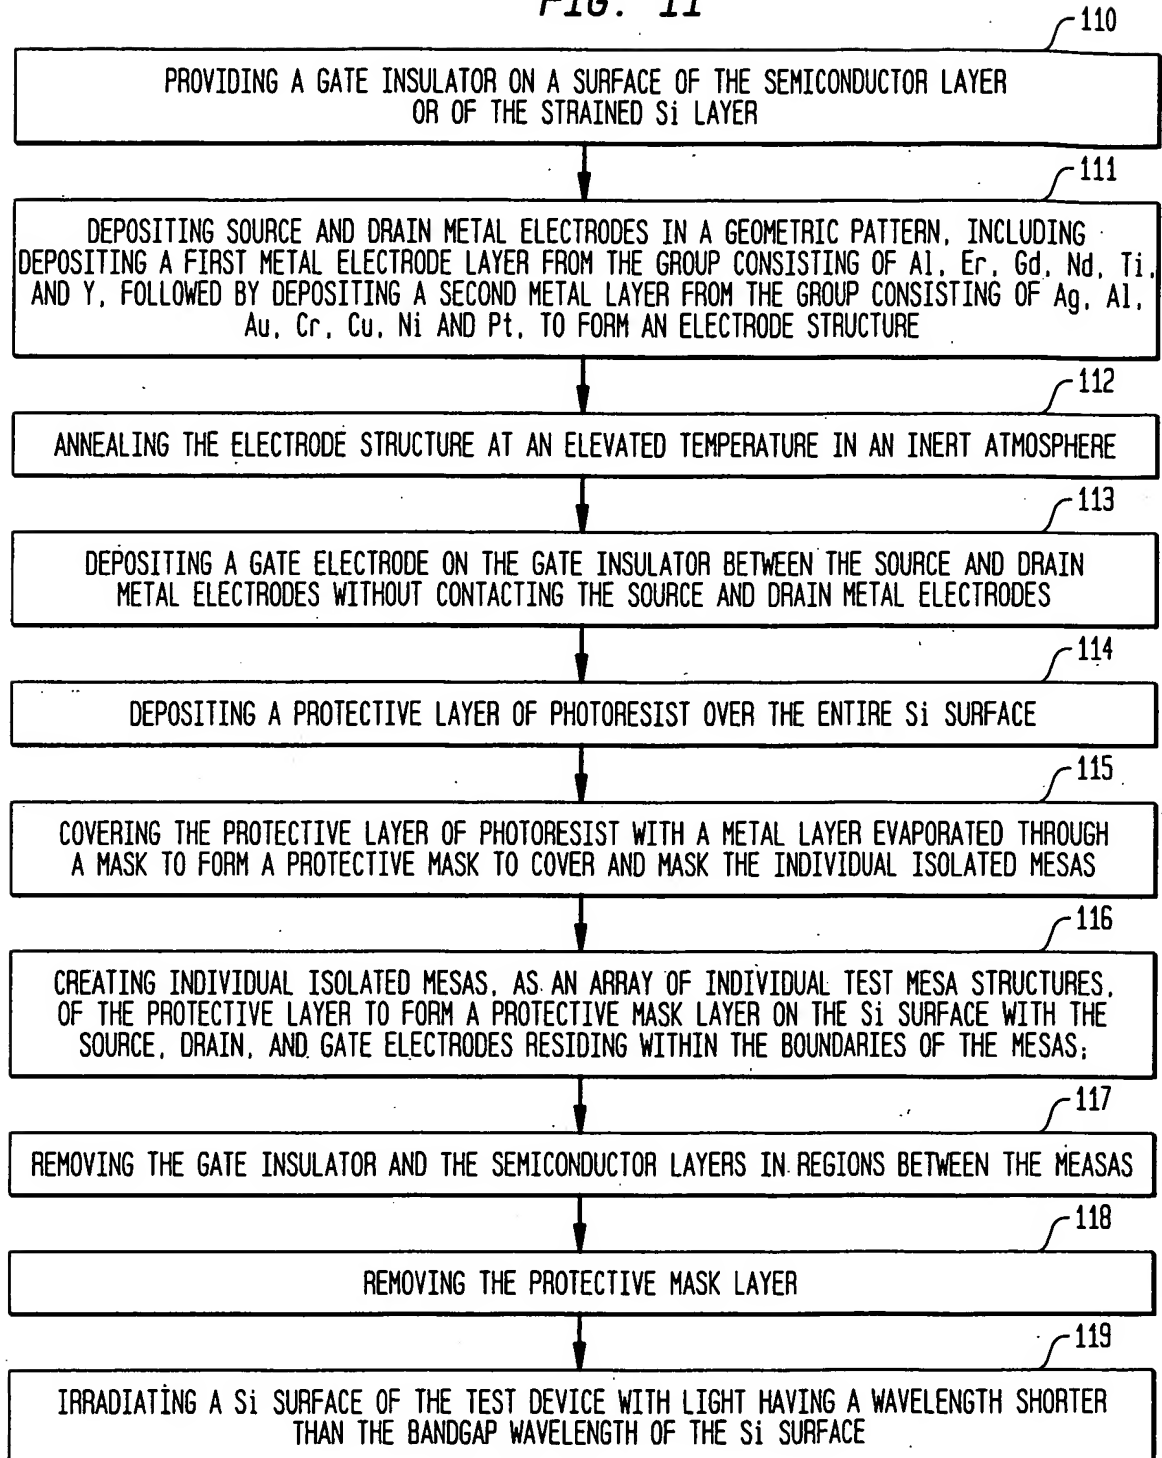 FIG. 11
110
PROVIDING A GATE INSULATOR ON A SURFACE OF THE SEMICONDUCTOR LAYER
OR OF THE STRAINED Si LAYER
111
DEPOSITING SOURCE AND DRAIN METAL ELECTRODES IN A GEOMETRIC PATTERN, INCLUDING
DEPOSITING A FIRST METAL ELECTRODE LAYER FROM THE GROUP CONSISTING OF Al, Er, Gd, Nd, Ti,
AND Y, FOLLOWED BY DEPOSITING A SECOND METAL LAYER FROM THE GROUP CONSISTING OF Ag, Al,
Au, Cr, Cu, Ni AND Pt, TO FORM AN ELECTRODE STRUCTURE
112
ANNEALING THE ELECTRODE STRUCTURE AT AN ELEVATED TEMPERATURE IN AN INERT ATMOSPHERE
113
DEPOSITING A GATE ELECTRODE ON THE GATE INSULATOR BETWEEN THE SOURCE AND DRAIN
METAL ELECTRODES WITHOUT CONTACTING THE SOURCE AND DRAIN METAL ELECTRODES
114
DEPOSITING A PROTECTIVE LAYER OF PHOTORESIST OVER THE ENTIRE Si SURFACE
115
COVERING THE PROTECTIVE LAYER OF PHOTORESIST WITH A METAL LAYER EVAPORATED THROUGH
A MASK TO FORM A PROTECTIVE MASK TO COVER AND MASK THE INDIVIDUAL ISOLATED MESAS
116
CREATING INDIVIDUAL ISOLATED MESAS, AS AN ARRAY OF INDIVIDUAL TEST MESA STRUCTURES,
OF THE PROTECTIVE LAYER TO FORM A PROTECTIVE MASK LAYER ON THE Si SURFACE WITH THE
SOURCE, DRAIN, AND GATE ELECTRODES RESIDING WITHIN THE BOUNDARIES OF THE MESAS;
117
REMOVING THE GATE INSULATOR AND THE SEMICONDUCTOR LAYERS IN REGIONS BETWEEN THE MEASAS
118
REMOVING THE PROTECTIVE MASK LAYER
119
IRRADIATING A Si SURFACE OF THE TEST DEVICE WITH LIGHT HAVING A WAVELENGTH SHORTER
THAN THE BANDGAP WAVELENGTH OF THE Si SURFACE